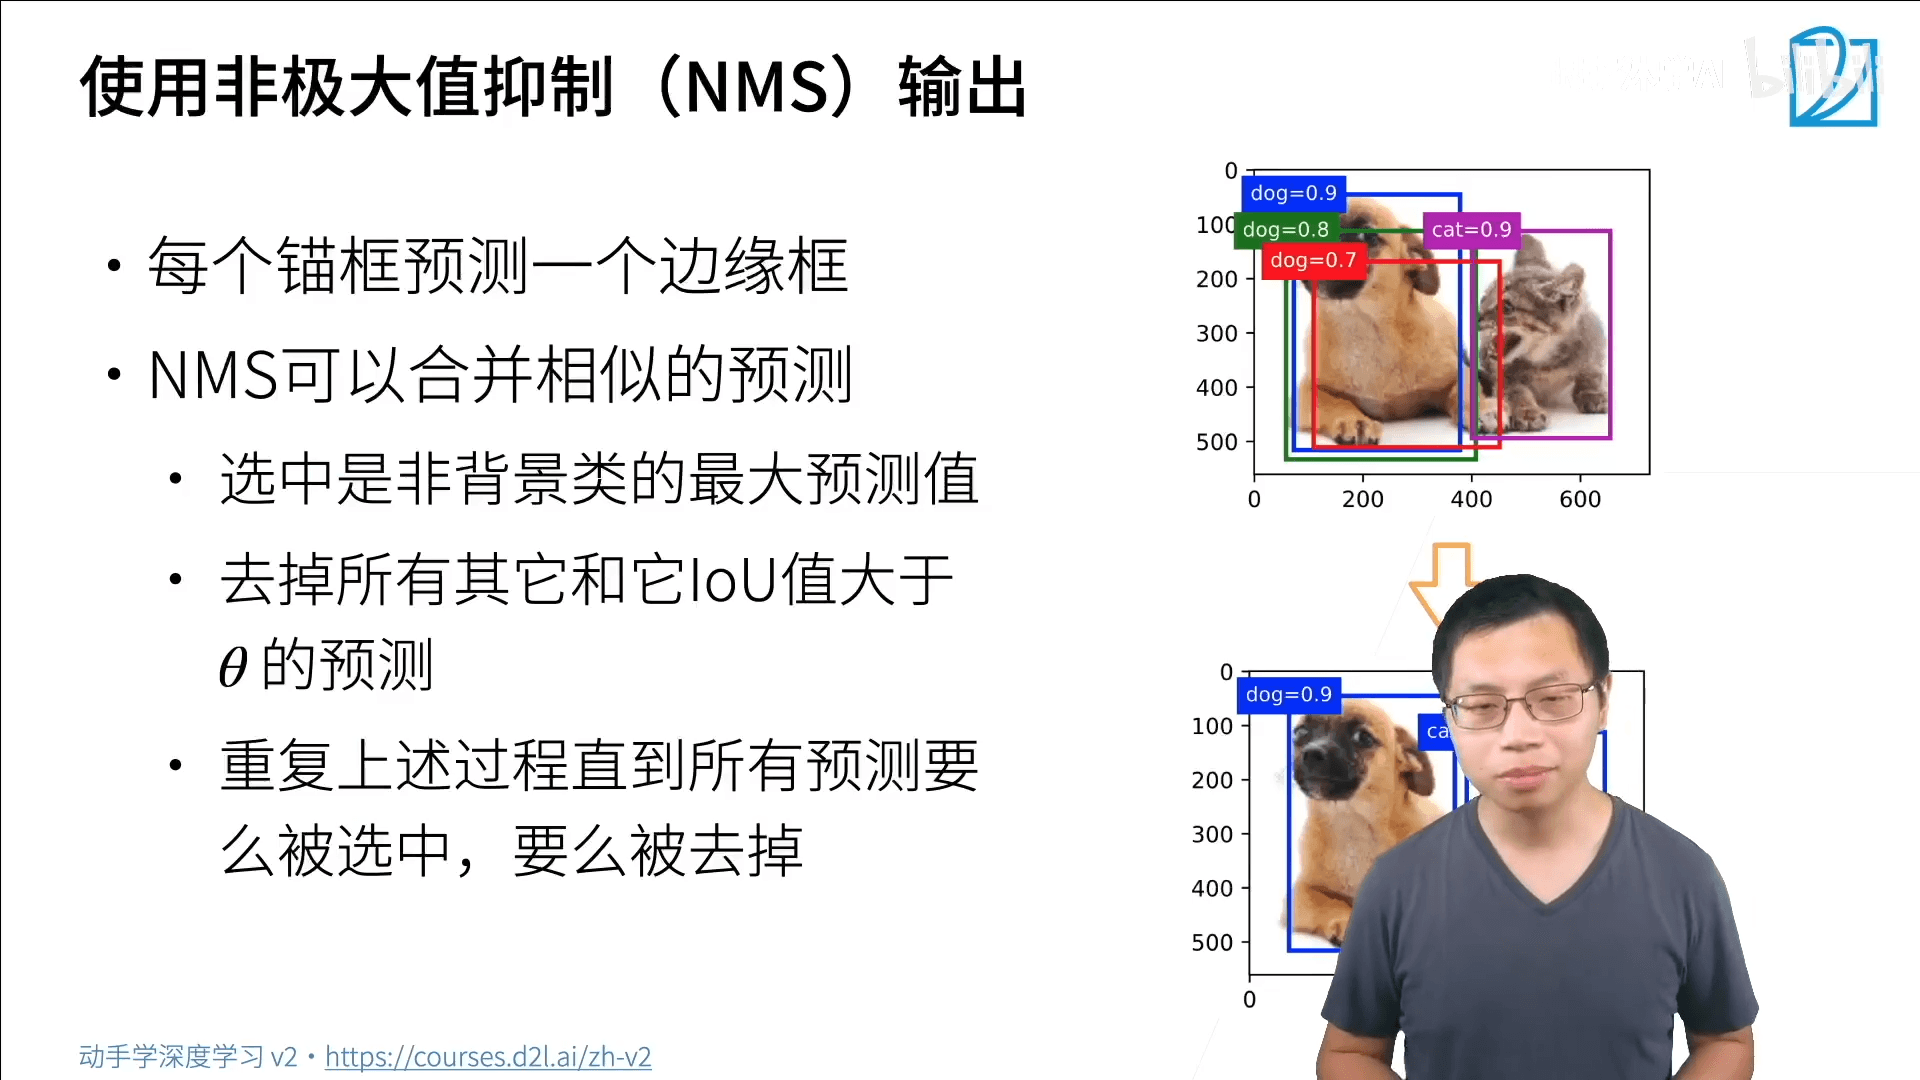 使用非极大值抑制（NMS）输出
• 每个锚框预测一个边缘框
• NMS可以合并相似的预测
• 选中是非背景类的最大预测值
• 去掉所有其它和它IoU值大于
θ 的预测
• 重复上述过程直到所有预测要
么被选中，要么被去掉
动手学深度学习 v2 • https://courses.d2l.ai/zh-v2
bilibili
0
100
200
300
400
500
0 200 400 600
dog=0.9
dog=0.8
dog=0.7
cat=0.9
0
100
200
300
400
500
0
dog=0.9
ca